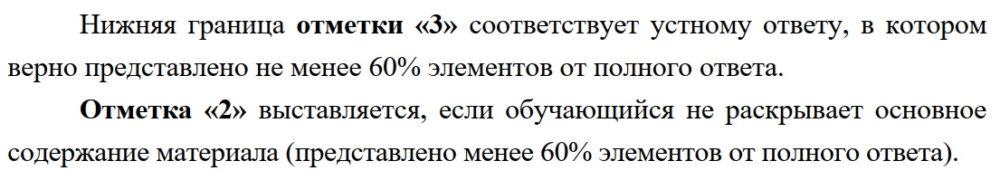 Нижняя граница отметки «3» соответствует устному ответу, в котором
верно представлено не менее 60% элементов от полного ответа.
Отметка «2» выставляется, если обучающийся не раскрывает основное
содержание материала (представлено менее 60% элементов от полного ответа).